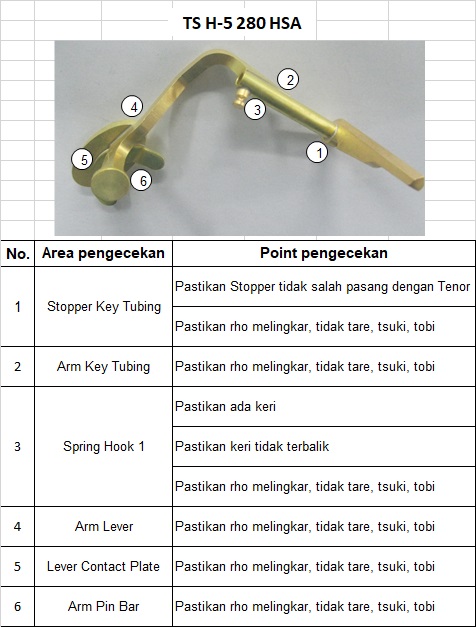 TS H-5 280 HSA
2
3
4
1
5
6
No. Area pengecekan Point pengecekan
1 Stopper Key Tubing Pastikan Stopper tidak salah pasang dengan Tenor
Pastikan rho melingkar, tidak tare, tsuki, tobi
2 Arm Key Tubing Pastikan rho melingkar, tidak tare, tsuki, tobi
3 Spring Hook 1 Pastikan ada keri
Pastikan keri tidak terbalik
Pastikan rho melingkar, tidak tare, tsuki, tobi
4 Arm Lever Pastikan rho melingkar, tidak tare, tsuki, tobi
5 Lever Contact Plate Pastikan rho melingkar, tidak tare, tsuki, tobi
6 Arm Pin Bar Pastikan rho melingkar, tidak tare, tsuki, tobi